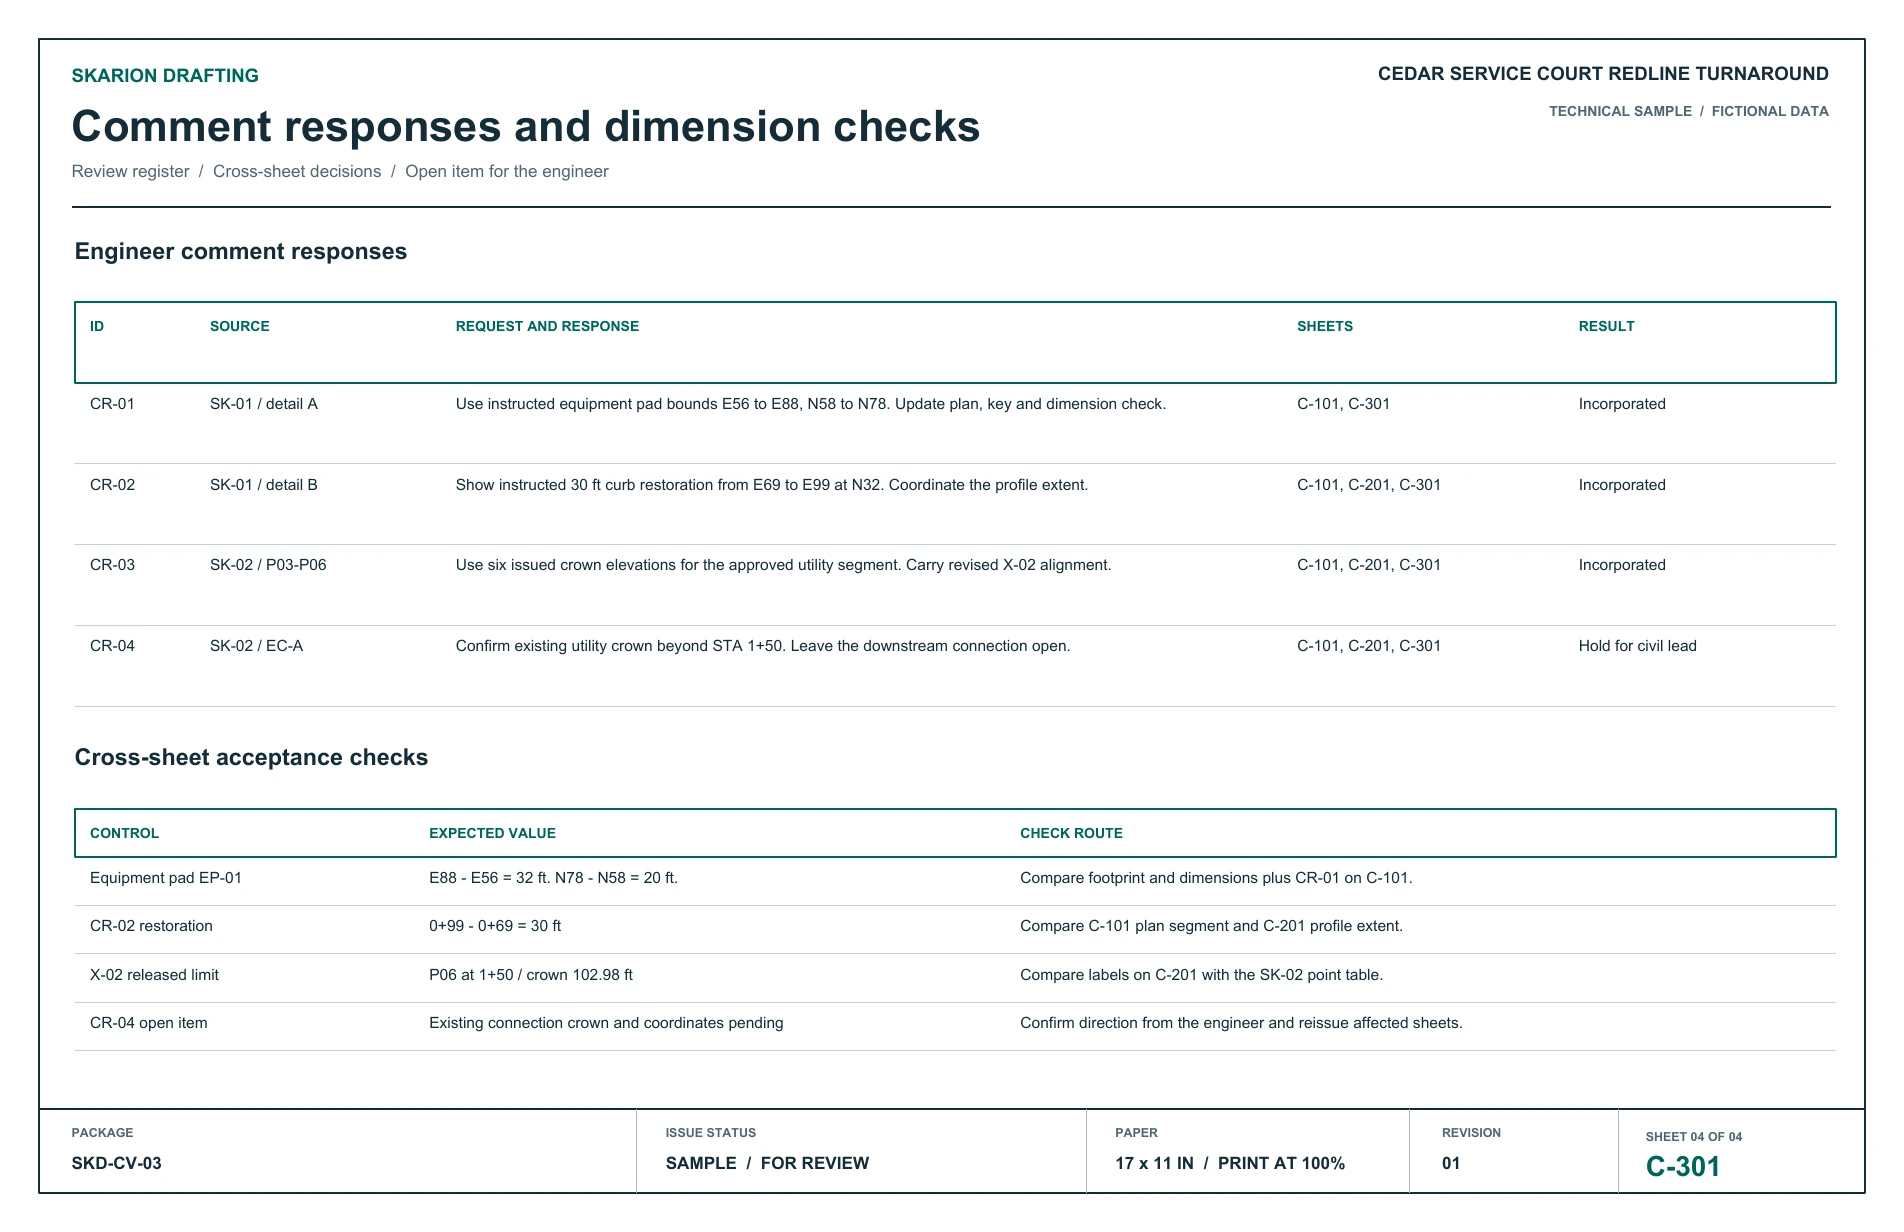 SKARION DRAFTING
CEDAR SERVICE COURT REDLINE TURNAROUND
Comment responses and dimension checks
TECHNICAL SAMPLE / FICTIONAL DATA
Review register / Cross-sheet decisions / Open item for the engineer
Engineer comment responses
ID SOURCE REQUEST AND RESPONSE SHEETS RESULT
CR-01 SK-01 / detail A Use instructed equipment pad bounds E56 to E88, N58 to N78. Update plan, key and dimension check. C-101, C-301 Incorporated
CR-02 SK-01 / detail B Show instructed 30 ft curb restoration from E69 to E99 at N32. Coordinate the profile extent. C-101, C-201, C-301 Incorporated
CR-03 SK-02 / P03-P06 Use six issued crown elevations for the approved utility segment. Carry revised X-02 alignment. C-101, C-201, C-301 Incorporated
CR-04 SK-02 / EC-A Confirm existing utility crown beyond STA 1+50. Leave the downstream connection open. C-101, C-201, C-301 Hold for civil lead
Cross-sheet acceptance checks
CONTROL EXPECTED VALUE CHECK ROUTE
Equipment pad EP-01 E88 - E56 = 32 ft. N78 - N58 = 20 ft. Compare footprint and dimensions plus CR-01 on C-101.
CR-02 restoration 0+99 - 0+69 = 30 ft Compare C-101 plan segment and C-201 profile extent.
X-02 released limit P06 at 1+50 / crown 102.98 ft Compare labels on C-201 with the SK-02 point table.
CR-04 open item Existing connection crown and coordinates pending Confirm direction from the engineer and reissue affected sheets.
PACKAGE ISSUE STATUS PAPER REVISION SHEET 04 OF 04
SKD-CV-03 SAMPLE / FOR REVIEW 17 x 11 IN / PRINT AT 100% 01 C-301